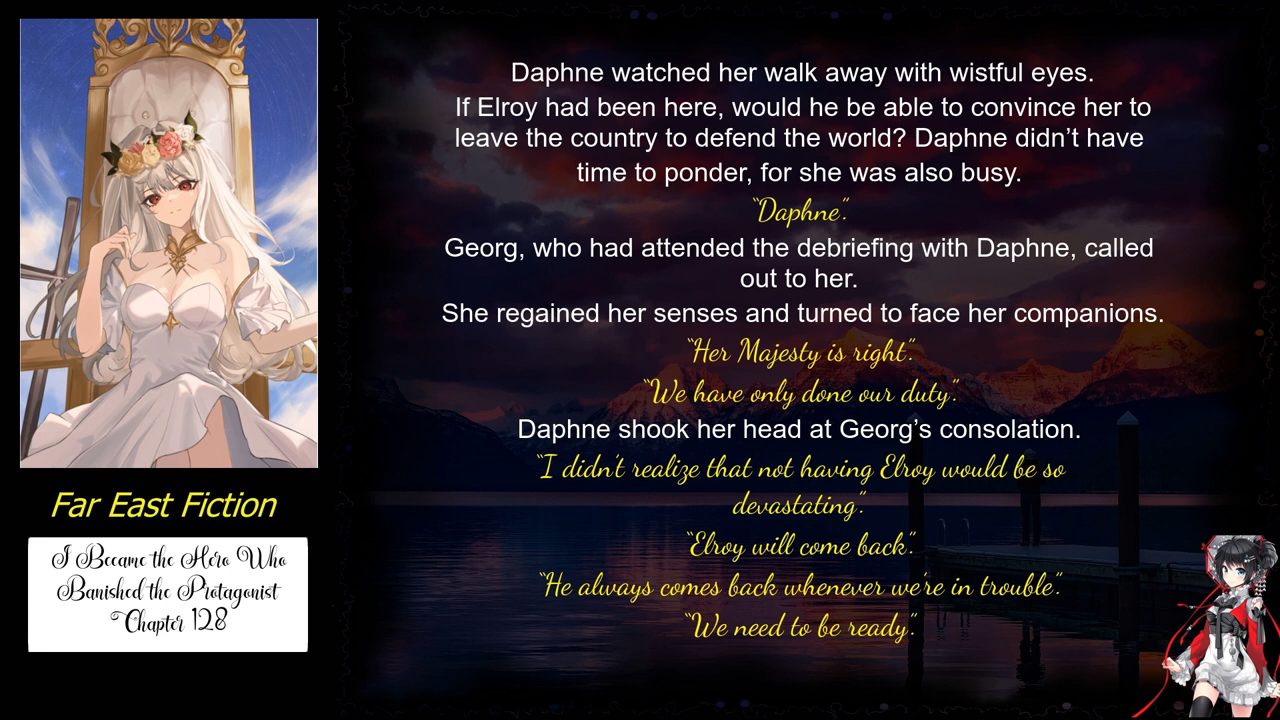 Far East Fiction
I Became the Hero Who
Banished the Protagonist
Chapter 128
Daphne watched her walk away with wistful eyes.
If Elroy had been here, would he be able to convince her to
leave the country to defend the world? Daphne didn’t have
time to ponder, for she was also busy.
“Daphne”.
Georg, who had attended the debriefing with Daphne, called
out to her.
She regained her senses and turned to face her companions.
“Her Majesty is right”.
“We have only done our duty”.
Daphne shook her head at Georg’s consolation.
“I didn’t realize that not having Elroy would be so
devastating”.
“Elroy will come back”.
“He always comes back whenever we’re in trouble”.
“We need to be ready”.